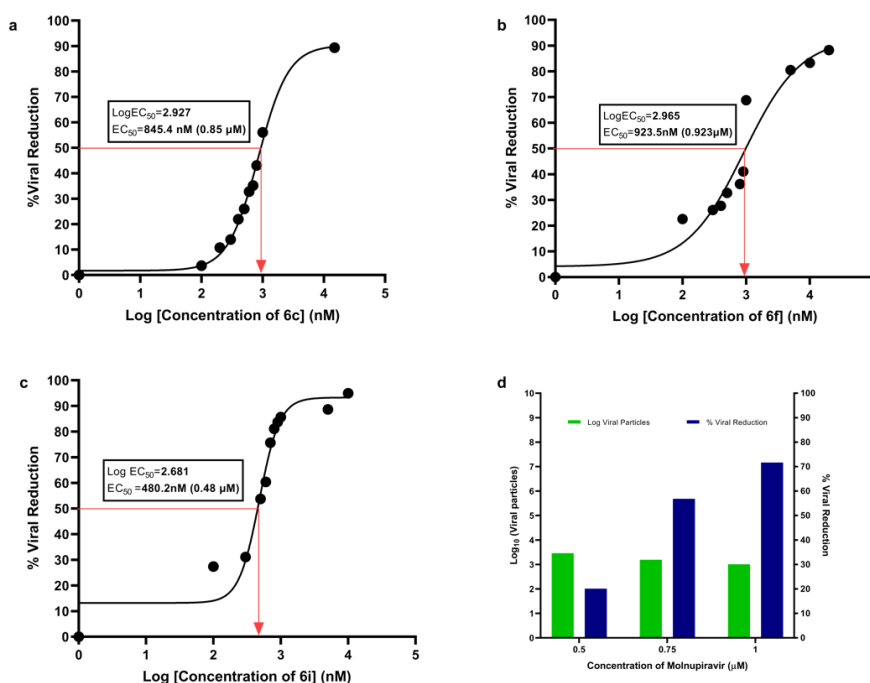 a
100
90
80
70
60
50
40
30
20
10
0
%Viral Reduction
LogEC50=2.927
EC50=845.4 nM (0.85 µM)
0 1 2 3 4 5
Log [Concentration of 6c] (nM)
b
100
90
80
70
60
50
40
30
20
10
0
% Viral Reduction
LogEC50=2.965
EC50=923.5nM (0.923µM)
0 1 2 3 4
Log [Concentration of 6f] (nM)
c
100
90
80
70
60
50
40
30
20
10
0
% Viral Reduction
Log EC50=2.681
EC50 =480.2nM (0.48 µM)
0 1 2 3 4 5
Log [Concentration of 6i] (nM)
d
10
9
8
7
6
5
4
3
2
1
0
Log10 (Viral particles)
Log Viral Particles
% Viral Reduction
100
90
80
70
60
50
40
30
20
10
0
% Viral Reduction
0.5 0.75 1
Concentration of Molnupiravir (µM)